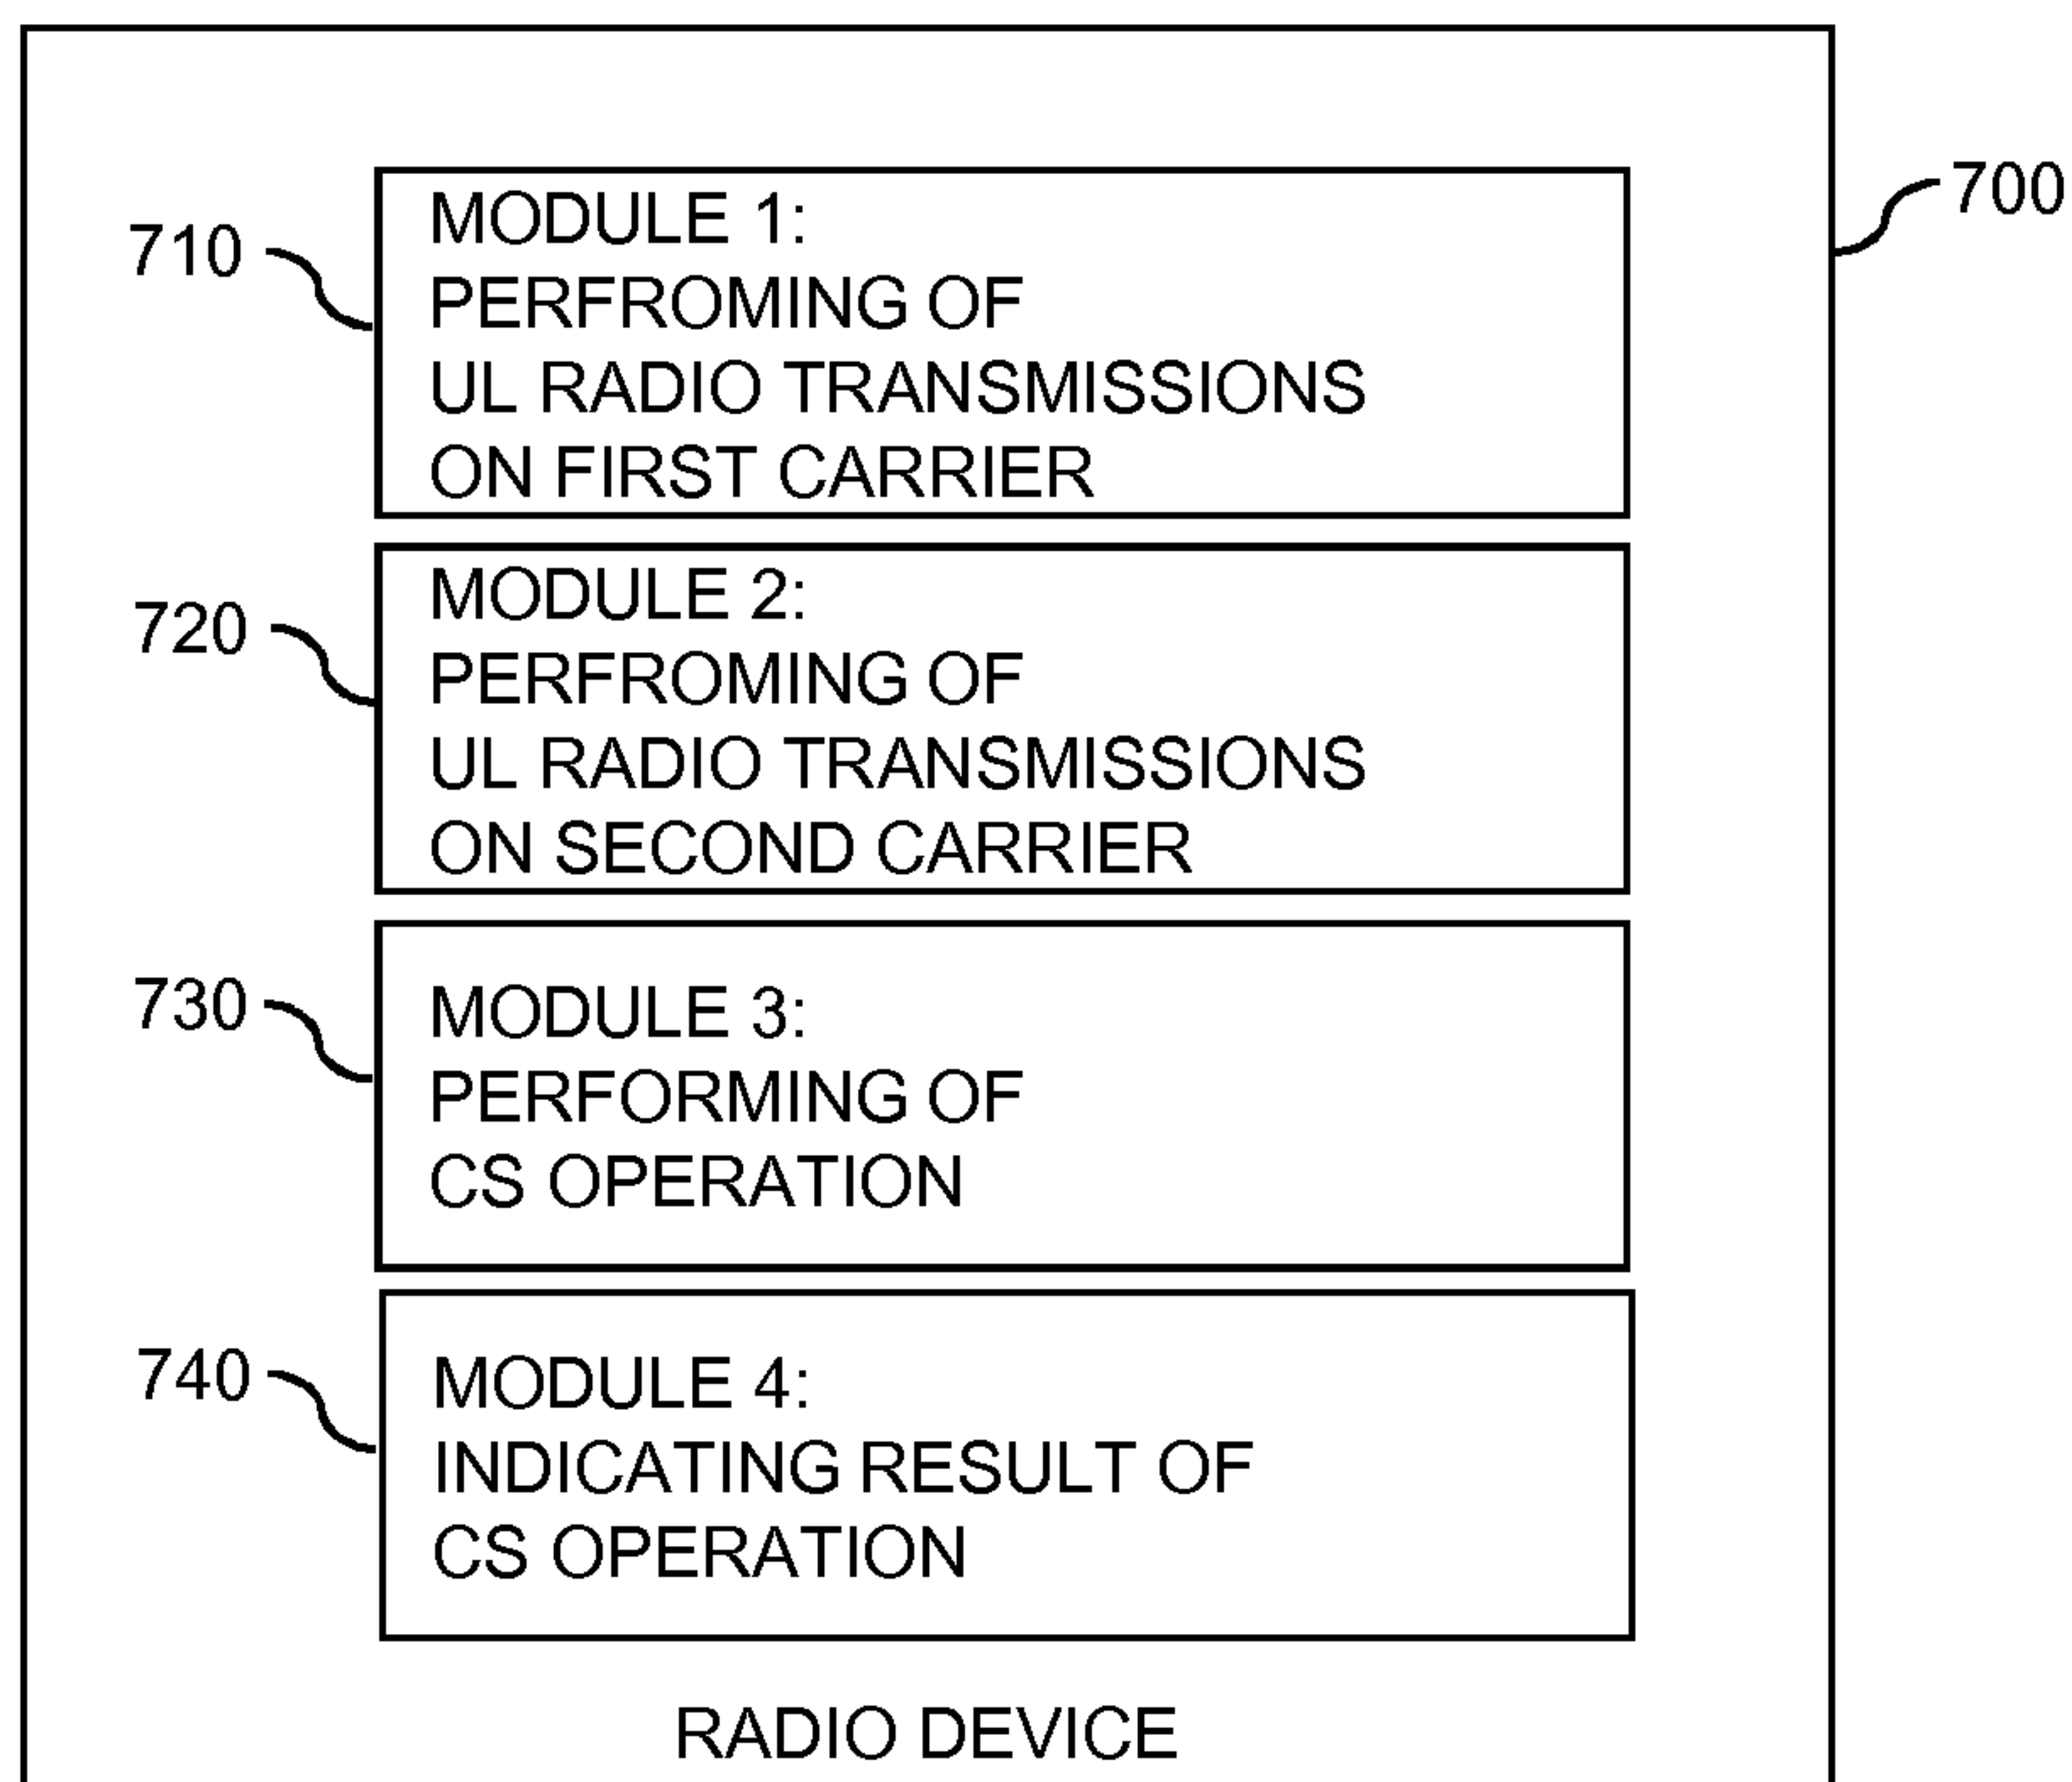 700
710
MODULE 1:
PERFROMING OF
UL RADIO TRANSMISSIONS
ON FIRST CARRIER
720
MODULE 2:
PERFROMING OF
UL RADIO TRANSMISSIONS
ON SECOND CARRIER
730
MODULE 3:
PERFORMING OF
CS OPERATION
740
MODULE 4:
INDICATING RESULT OF
CS OPERATION
RADIO DEVICE